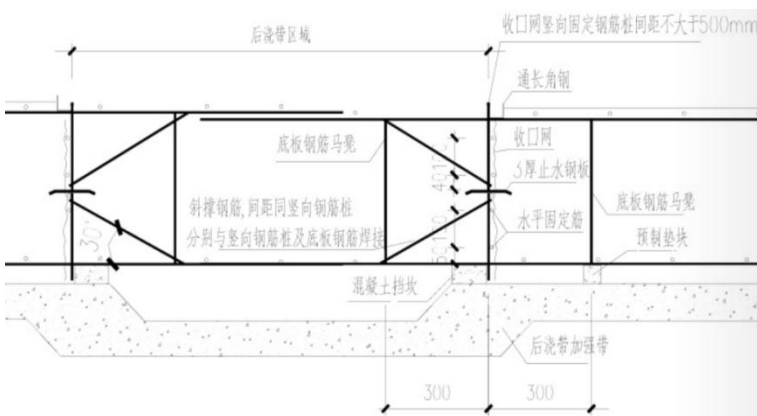 收口网竖向固定钢筋桩间距不大于500mm
后浇带区域
通长角钢
底板钢筋马凳
收口网
3厚止水钢板
斜撑钢筋,间距同竖向钢筋桩
分别与竖向钢筋桩及底板钢筋焊接
水平固定筋
底板钢筋马凳
预制垫块
30°
混凝土挡坎
后浇带加强带
300
300